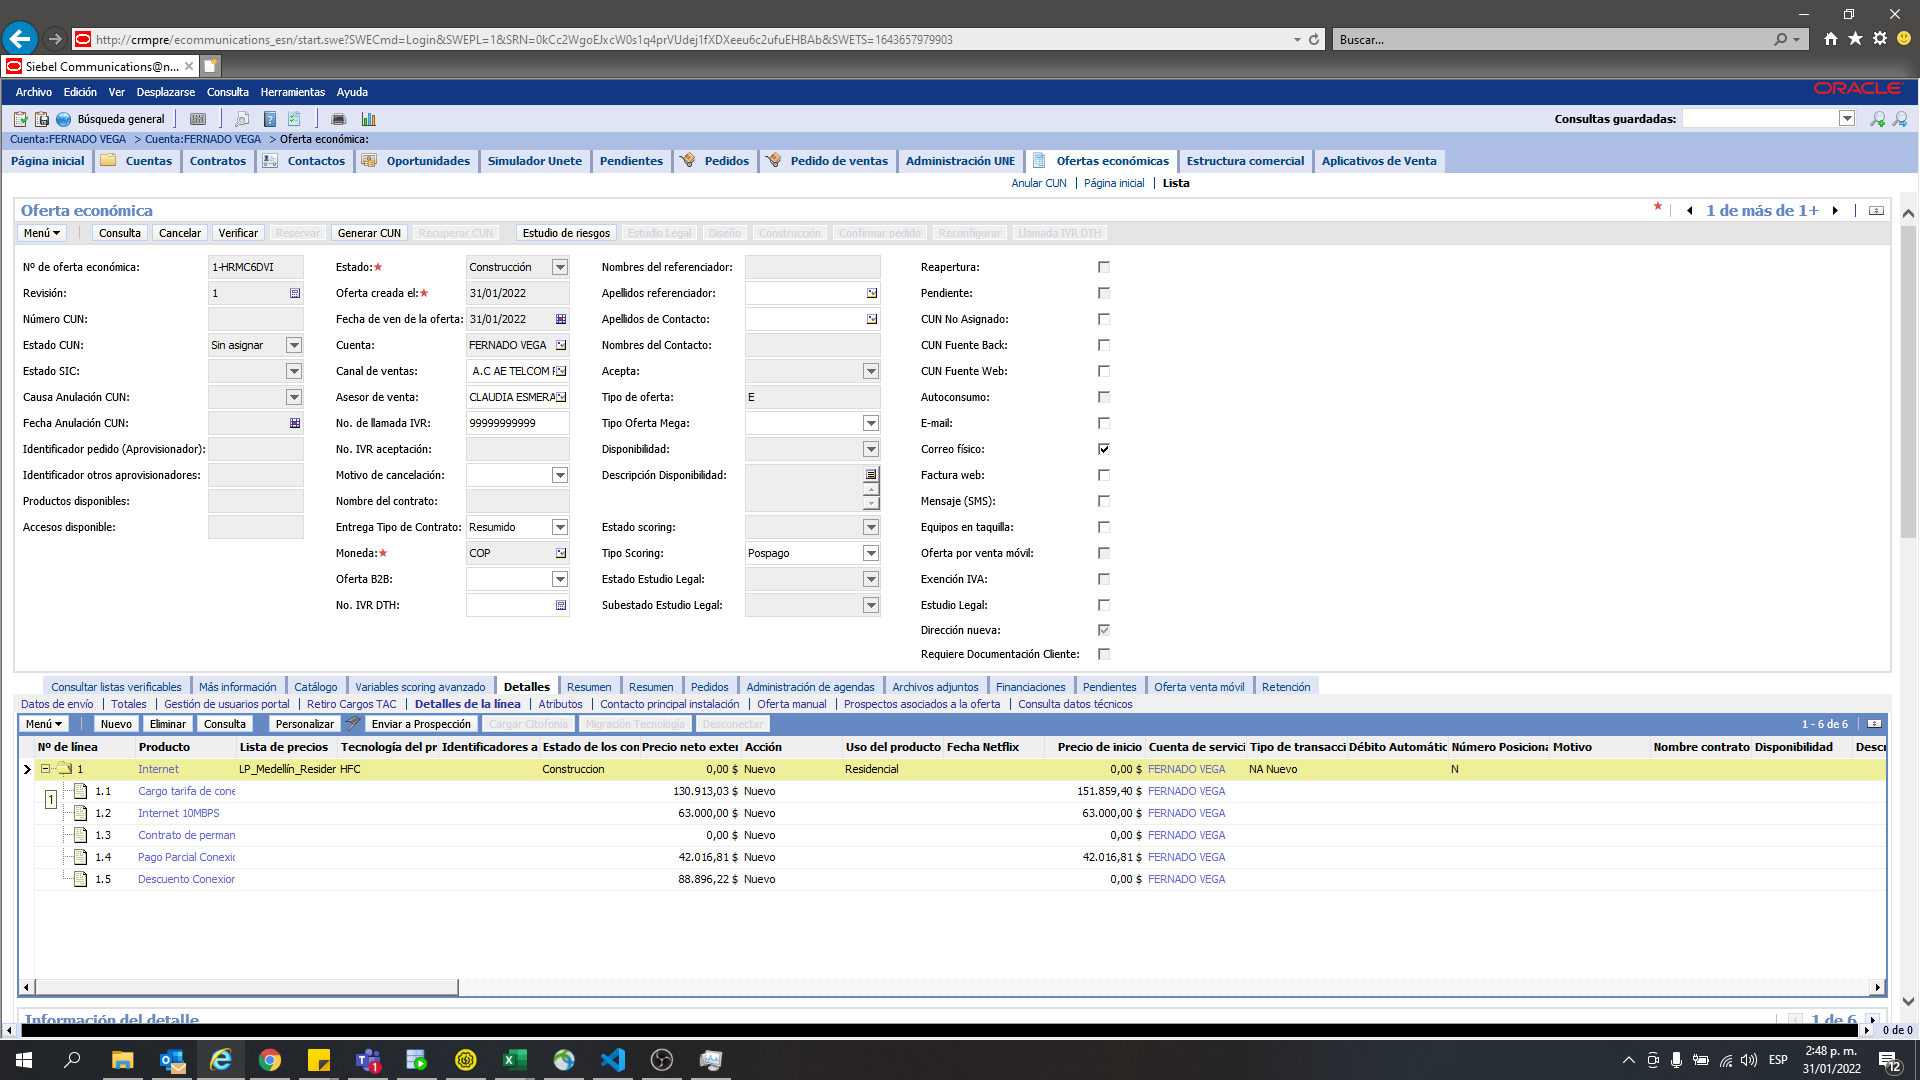 http://crmpre/ecommunications_esn/start.swe?SWECmd=Login&SWEPL=1&SRN=0kCc2WgoEJxcW0s1q4prVUdej1fXDXeeu6c2ufuEHBAb&SWETS=1643657979903
Buscar...
Siebel Communications@n...
Archivo Edición Ver Desplazarse Consulta Herramientas Ayuda
ORACLE
Búsqueda general
Consultas guardadas:
Cuenta:FERNADO VEGA > Cuenta:FERNADO VEGA > Oferta económica:
Página inicial Cuentas Contratos Contactos Oportunidades Simulador Unete Pendientes Pedidos Pedido de ventas Administración UNE Ofertas económicas Estructura comercial Aplicativos de Venta
Anular CUN Página inicial Lista
Oferta económica
1 de más de 1+
Menú Consulta Cancelar Verificar Reservar Generar CUN Recuperar CUN Estudio de riesgos Estudio Legal Diseño Construcción Confirmar pedido Reconfigurar Llamada IVR DTH
Nº de oferta económica: 1-HRMC6DVI Estado: Construcción Nombres del referenciador: Reapertura:
Revisión: 1 Oferta creada el: 31/01/2022 Apellidos referenciador: Pendiente:
Número CUN: Fecha de ven de la oferta: 31/01/2022 Apellidos de Contacto: CUN No Asignado:
Estado CUN: Sin asignar Cuenta: FERNADO VEGA Nombres del Contacto: CUN Fuente Back:
Estado SIC: Canal de ventas: A.C AE TELCOM Acepta: CUN Fuente Web:
Causa Anulación CUN: Asesor de venta: CLAUDIA ESMERA Tipo de oferta: E Autoconsumo:
Fecha Anulación CUN: No. de llamada IVR: 99999999999 Tipo Oferta Mega: E-mail:
Identificador pedido (Aprovisionador): No. IVR aceptación: Disponibilidad: Correo físico:
Identificador otros aprovisionadores: Motivo de cancelación: Descripción Disponibilidad: Factura web:
Productos disponibles: Nombre del contrato: Mensaje (SMS):
Accesos disponible: Entrega Tipo de Contrato: Resumido Estado scoring: Equipos en taquilla:
Moneda: COP Tipo Scoring: Pospago Oferta por venta móvil:
Oferta B2B: Estado Estudio Legal: Exención IVA:
No. IVR DTH: Subestado Estudio Legal: Estudio Legal:
Dirección nueva:
Requiere Documentación Cliente:
Consultar listas verificables Más información Catálogo Variables scoring avanzado Detalles Resumen Resumen Pedidos Administración de agendas Archivos adjuntos Financiaciones Pendientes Oferta venta móvil Retención
Datos de envío Totales Gestión de usuarios portal Retiro Cargos TAC Detalles de la línea Atributos Contacto principal instalación Oferta manual Prospectos asociados a la oferta Consulta datos técnicos
Menú Nuevo Eliminar Consulta Personalizar Enviar a Prospección Cargar Citofonía Migración Tecnología Desconectar 1 - 6 de 6
Nº de línea Producto Lista de precios Tecnología del pr Identificadores a Estado de los con Precio neto exter Acción Uso del producto Fecha Netflix Precio de inicio Cuenta de servici Tipo de transacci Débito Automátic Número Posiciona Motivo Nombre contrato Disponibilidad Descr
1 Internet LP_Medellín_Resider HFC Construccion 0,00 $ Nuevo Residencial 0,00 $ FERNADO VEGA NA Nuevo N
1.1 Cargo tarifa de cone 130.913,03 $ Nuevo 151.859,40 $ FERNADO VEGA
1
1.2 Internet 10MBPS 63.000,00 $ Nuevo 63.000,00 $ FERNADO VEGA
1.3 Contrato de perman 0,00 $ Nuevo 0,00 $ FERNADO VEGA
1.4 Pago Parcial Conexio 42.016,81 $ Nuevo 42.016,81 $ FERNADO VEGA
1.5 Descuento Conexion 88.896,22 $ Nuevo 0,00 $ FERNADO VEGA
Información del detalle
1 de 6
0 de 0
1
ESP
2:48 p. m.
31/01/2022
12